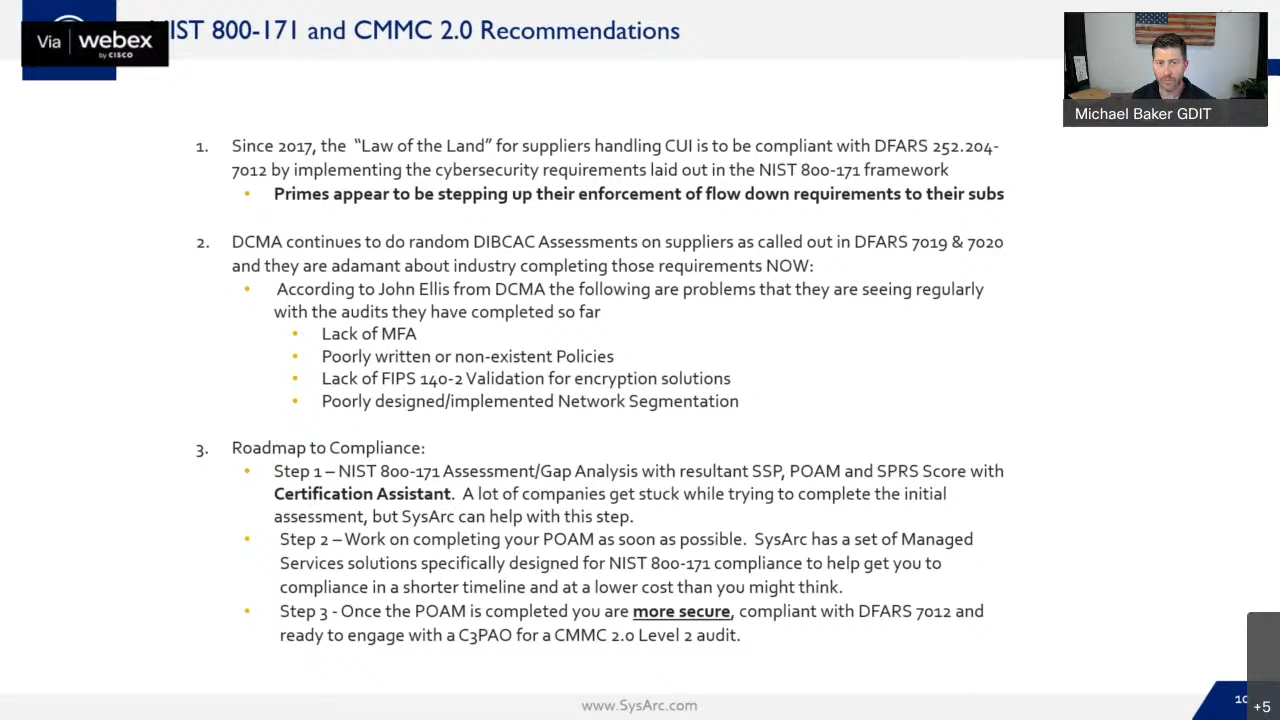 Via webex
by CISCO
IST 800-171 and CMMC 2.0 Recommendations
Michael Baker GDIT
1. Since 2017, the “Law of the Land” for suppliers handling CUI is to be compliant with DFARS 252.204-
7012 by implementing the cybersecurity requirements laid out in the NIST 800-171 framework
• Primes appear to be stepping up their enforcement of flow down requirements to their subs
2. DCMA continues to do random DIBCAC Assessments on suppliers as called out in DFARS 7019 & 7020
and they are adamant about industry completing those requirements NOW:
• According to John Ellis from DCMA the following are problems that they are seeing regularly
with the audits they have completed so far
• Lack of MFA
• Poorly written or non-existent Policies
• Lack of FIPS 140-2 Validation for encryption solutions
• Poorly designed/implemented Network Segmentation
3. Roadmap to Compliance:
• Step 1 – NIST 800-171 Assessment/Gap Analysis with resultant SSP, POAM and SPRS Score with
Certification Assistant. A lot of companies get stuck while trying to complete the initial
assessment, but SysArc can help with this step.
• Step 2 – Work on completing your POAM as soon as possible. SysArc has a set of Managed
Services solutions specifically designed for NIST 800-171 compliance to help get you to
compliance in a shorter timeline and at a lower cost than you might think.
• Step 3 - Once the POAM is completed you are more secure, compliant with DFARS 7012 and
ready to engage with a C3PAO for a CMMC 2.0 Level 2 audit.
www.SysArc.com
+5